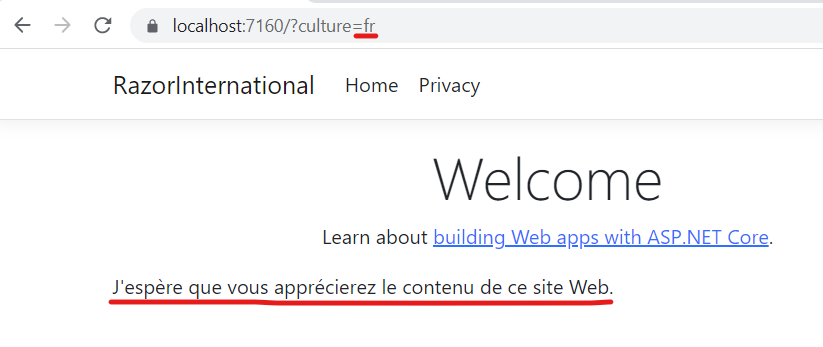 localhost:7160/?culture=fr
RazorInternational Home Privacy
Welcome
Learn about building Web apps with ASP.NET Core.
J'espère que vous apprécierez le contenu de ce site Web.